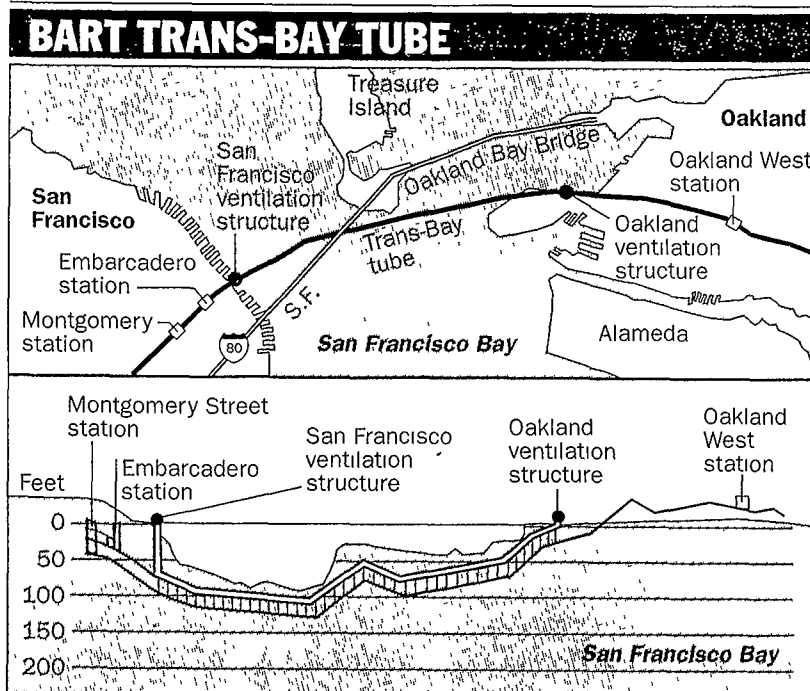 BART TRANS-BAY TUBE
Treasure
Island
Oakland
San
Francisco
ventilation
structure
Oakland Bay Bridge
Oakland West
station
San
Francisco
Trans-Bay
tube
Oakland
ventilation
structure
Embarcadero
station
S.F.
Montgomery
station
80
San Francisco Bay
Alameda
Montgomery Street
station
San Francisco
ventilation
structure
Oakland
ventilation
structure
Oakland
West
station
Feet
Embarcadero
station
0
50
100
150
200
San Francisco Bay